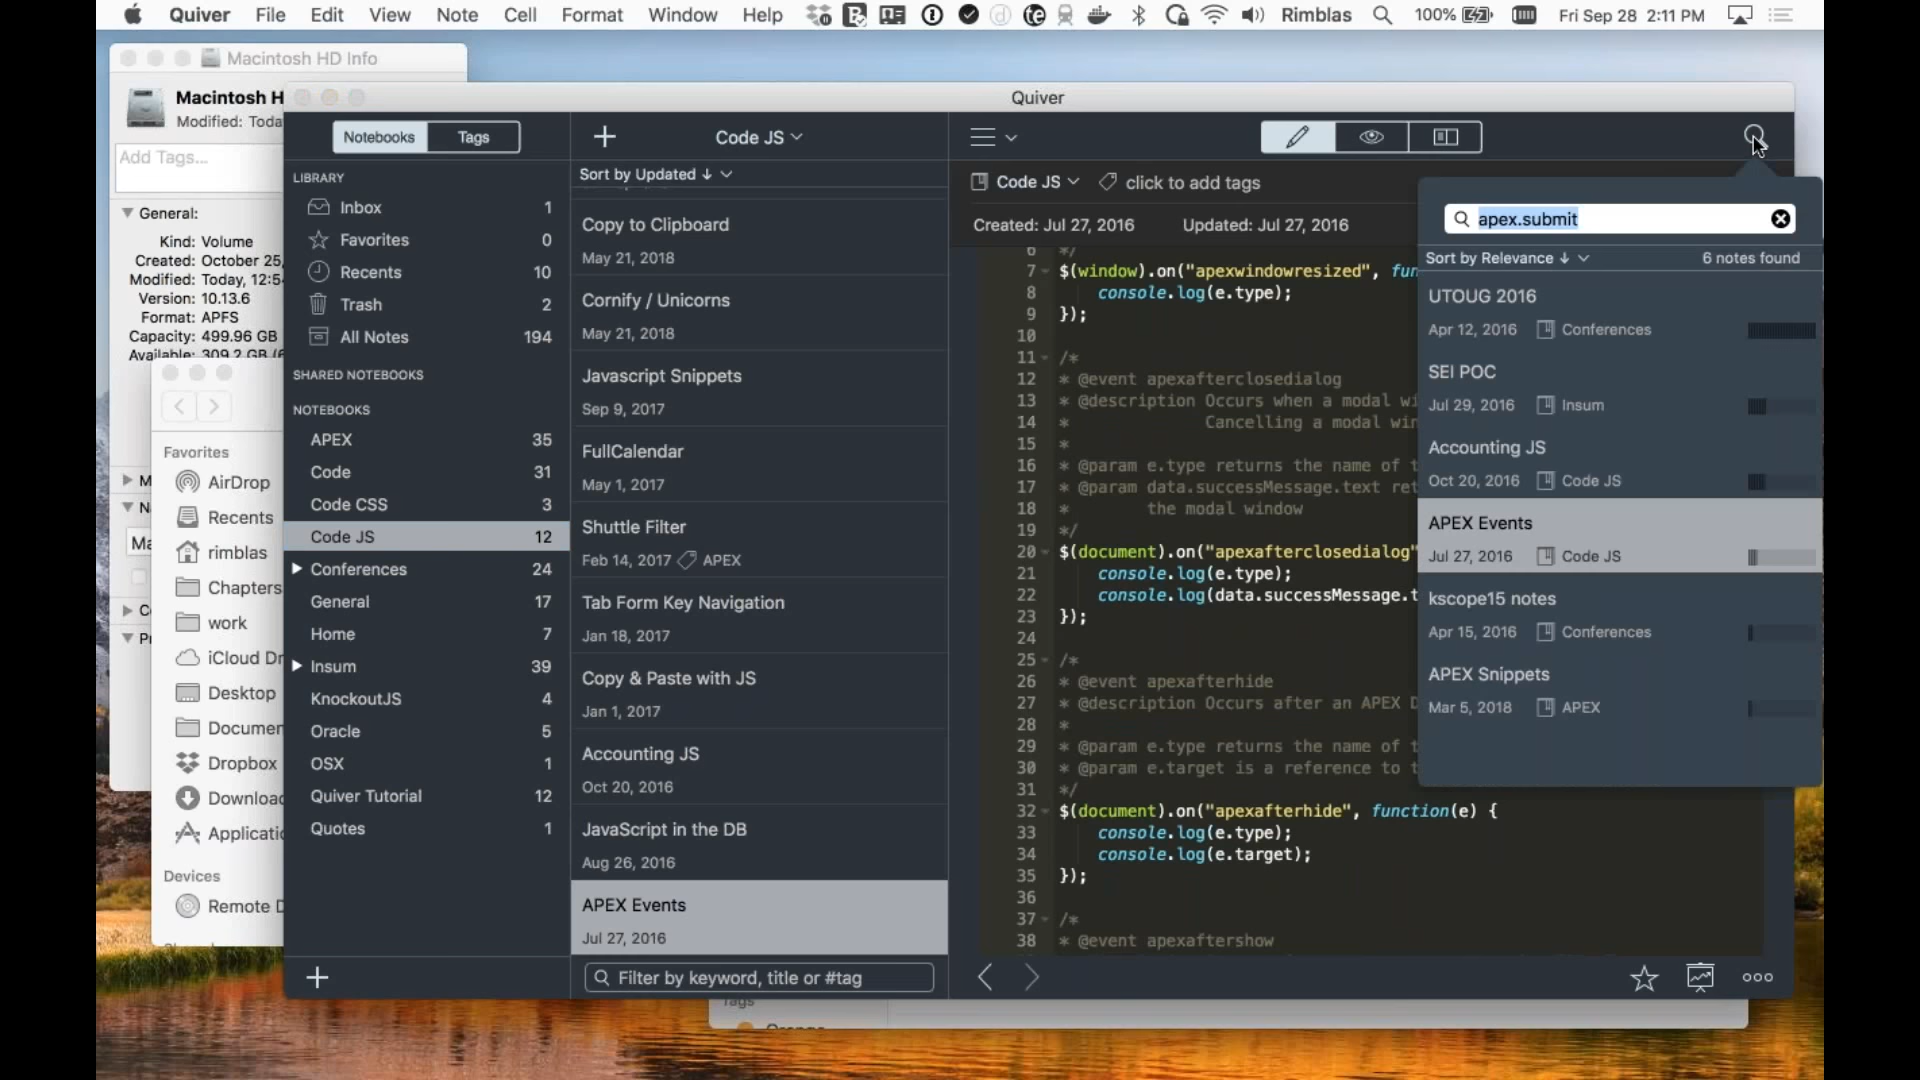 Quiver File Edit View Note Cell Format Window Help Rimblas 100% Fri Sep 28 2:11 PM
Macintosh HD Info
Macintosh H
Modified: Toda
Add Tags...
General:
Kind: Volume
Created: October 25,
Modified: Today, 12:5
Version: 10.13.6
Format: APFS
Capacity: 499.96 GB
Available: 309.2 GB
Favorites
AirDrop
Recents
rimblas
Chapters
work
iCloud Dr
Desktop
Documen
Dropbox
Downloac
Applicati
Devices
Remote D
Quiver
Notebooks Tags
LIBRARY
Inbox 1
Favorites 0
Recents 10
Trash 2
All Notes 194
SHARED NOTEBOOKS
NOTEBOOKS
APEX 35
Code 31
Code CSS 3
Code JS 12
Conferences 24
General 17
Home 7
Insum 39
KnockoutJS 4
Oracle 5
OSX 1
Quiver Tutorial 12
Quotes 1
Code JS
Sort by Updated
Copy to Clipboard
May 21, 2018
Cornify / Unicorns
May 21, 2018
Javascript Snippets
Sep 9, 2017
FullCalendar
May 1, 2017
Shuttle Filter
Feb 14, 2017 APEX
Tab Form Key Navigation
Jan 18, 2017
Copy & Paste with JS
Jan 1, 2017
Accounting JS
Oct 20, 2016
JavaScript in the DB
Aug 26, 2016
APEX Events
Jul 27, 2016
Filter by keyword, title or #tag
Code JS click to add tags
Created: Jul 27, 2016 Updated: Jul 27, 2016
6 */
7 $(window).on("apexwindowresized", fun
8 console.log(e.type);
9 });
10
11 /*
12 * @event apexafterclosedialog
13 * @description Occurs when a modal wi
14 * Cancelling a modal win
15 *
16 * @param e.type returns the name of t
17 * @param data.successMessage.text ret
18 * the modal window
19 */
20 $(document).on("apexafterclosedialog"
21 console.log(e.type);
22 console.log(data.successMessage.t
23 });
24
25 /*
26 * @event apexafterhide
27 * @description Occurs after an APEX D
28 *
29 * @param e.type returns the name of t
30 * @param e.target is a reference to t
31 */
32 $(document).on("apexafterhide", function(e) {
33 console.log(e.type);
34 console.log(e.target);
35 });
36
37 /*
38 * @event apexaftershow
apex.submit
Sort by Relevance 6 notes found
UTOUG 2016
Apr 12, 2016 Conferences
SEI POC
Jul 29, 2016 Insum
Accounting JS
Oct 20, 2016 Code JS
APEX Events
Jul 27, 2016 Code JS
kscope15 notes
Apr 15, 2016 Conferences
APEX Snippets
Mar 5, 2018 APEX
Tags
Orange